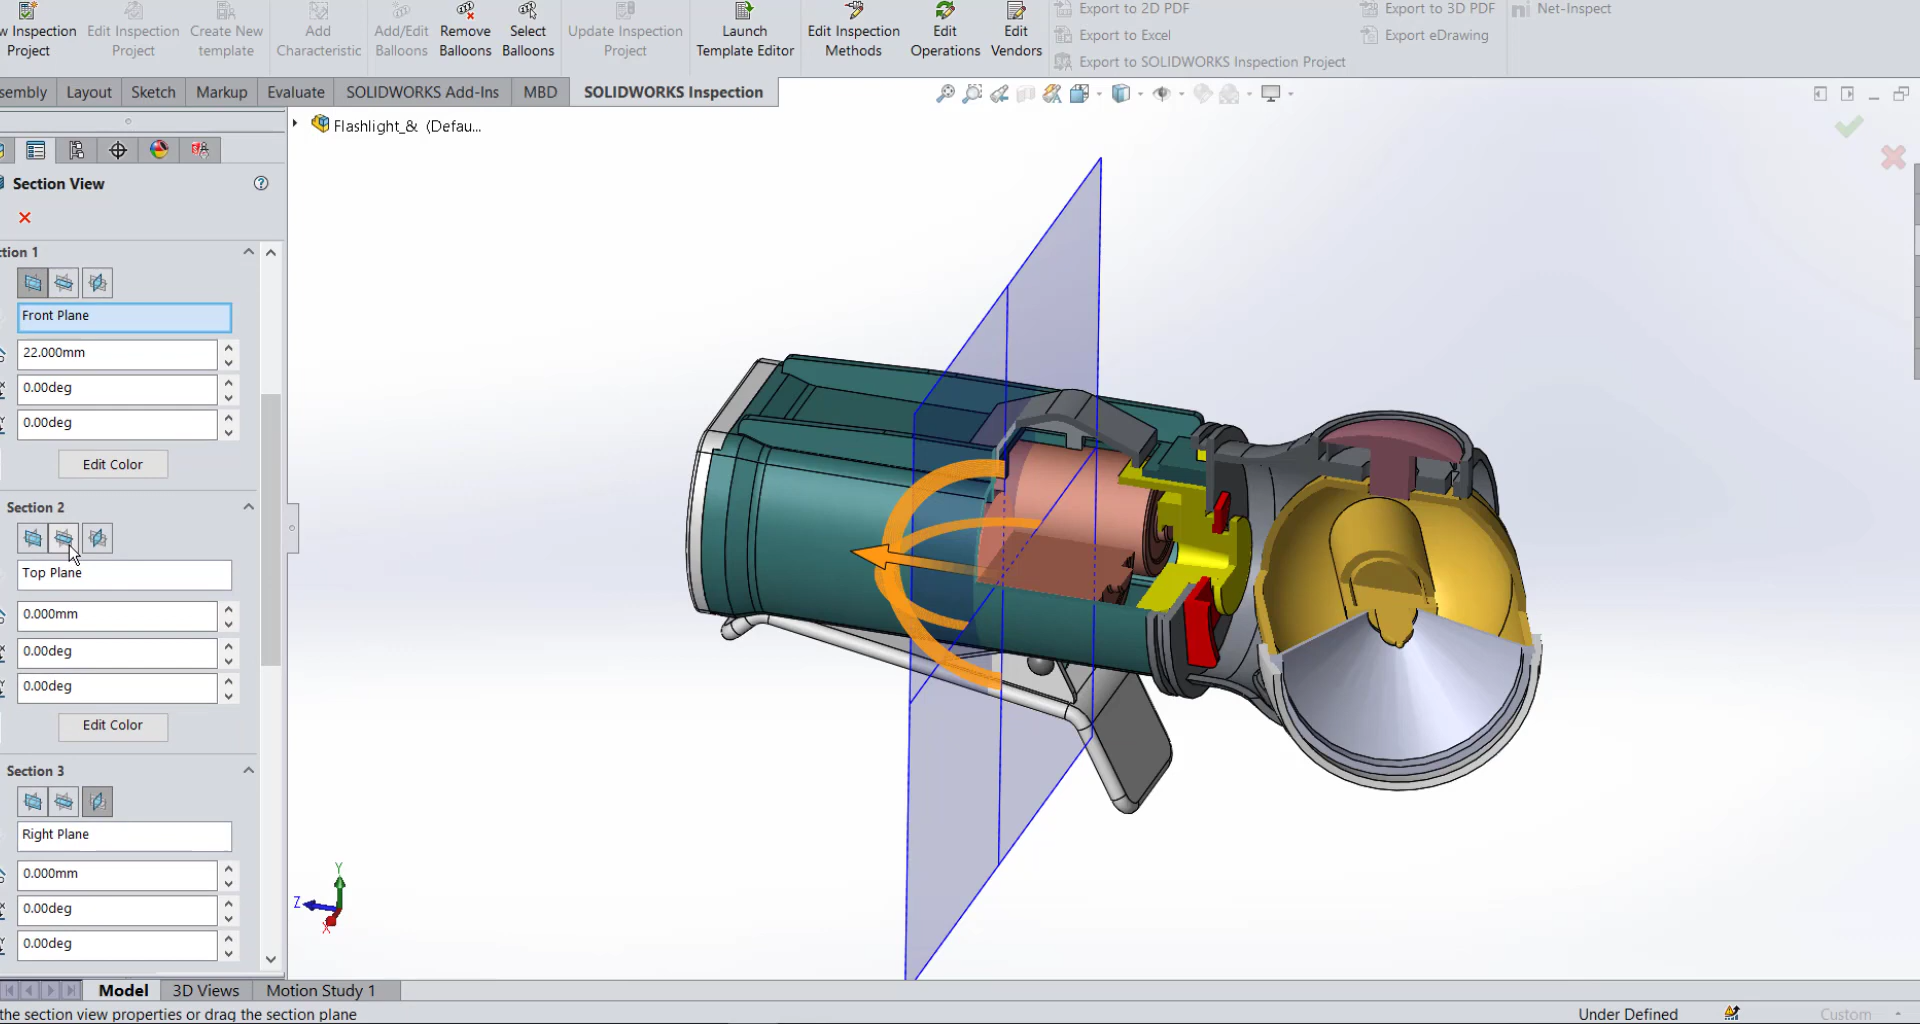 w Inspection Project
Edit Inspection Project
Create New template
Add Characteristic
Add/Edit Balloons
Remove Balloons
Select Balloons
Update Inspection Project
Launch Template Editor
Edit Inspection Methods
Edit Operations
Edit Vendors
Export to 2D PDF
Export to Excel
Export to SOLIDWORKS Inspection Project
Export to 3D PDF
Export eDrawing
ni Net-Inspect
sembly
Layout
Sketch
Markup
Evaluate
SOLIDWORKS Add-Ins
MBD
SOLIDWORKS Inspection
Flashlight_& (Defau...
Section View
ction 1
Front Plane
22.000mm
0.00deg
0.00deg
Edit Color
Section 2
Top Plane
0.000mm
0.00deg
0.00deg
Edit Color
Section 3
Right Plane
0.000mm
0.00deg
0.00deg
Y
Z
X
Model
3D Views
Motion Study 1
the section view properties or drag the section plane
Under Defined
Custom